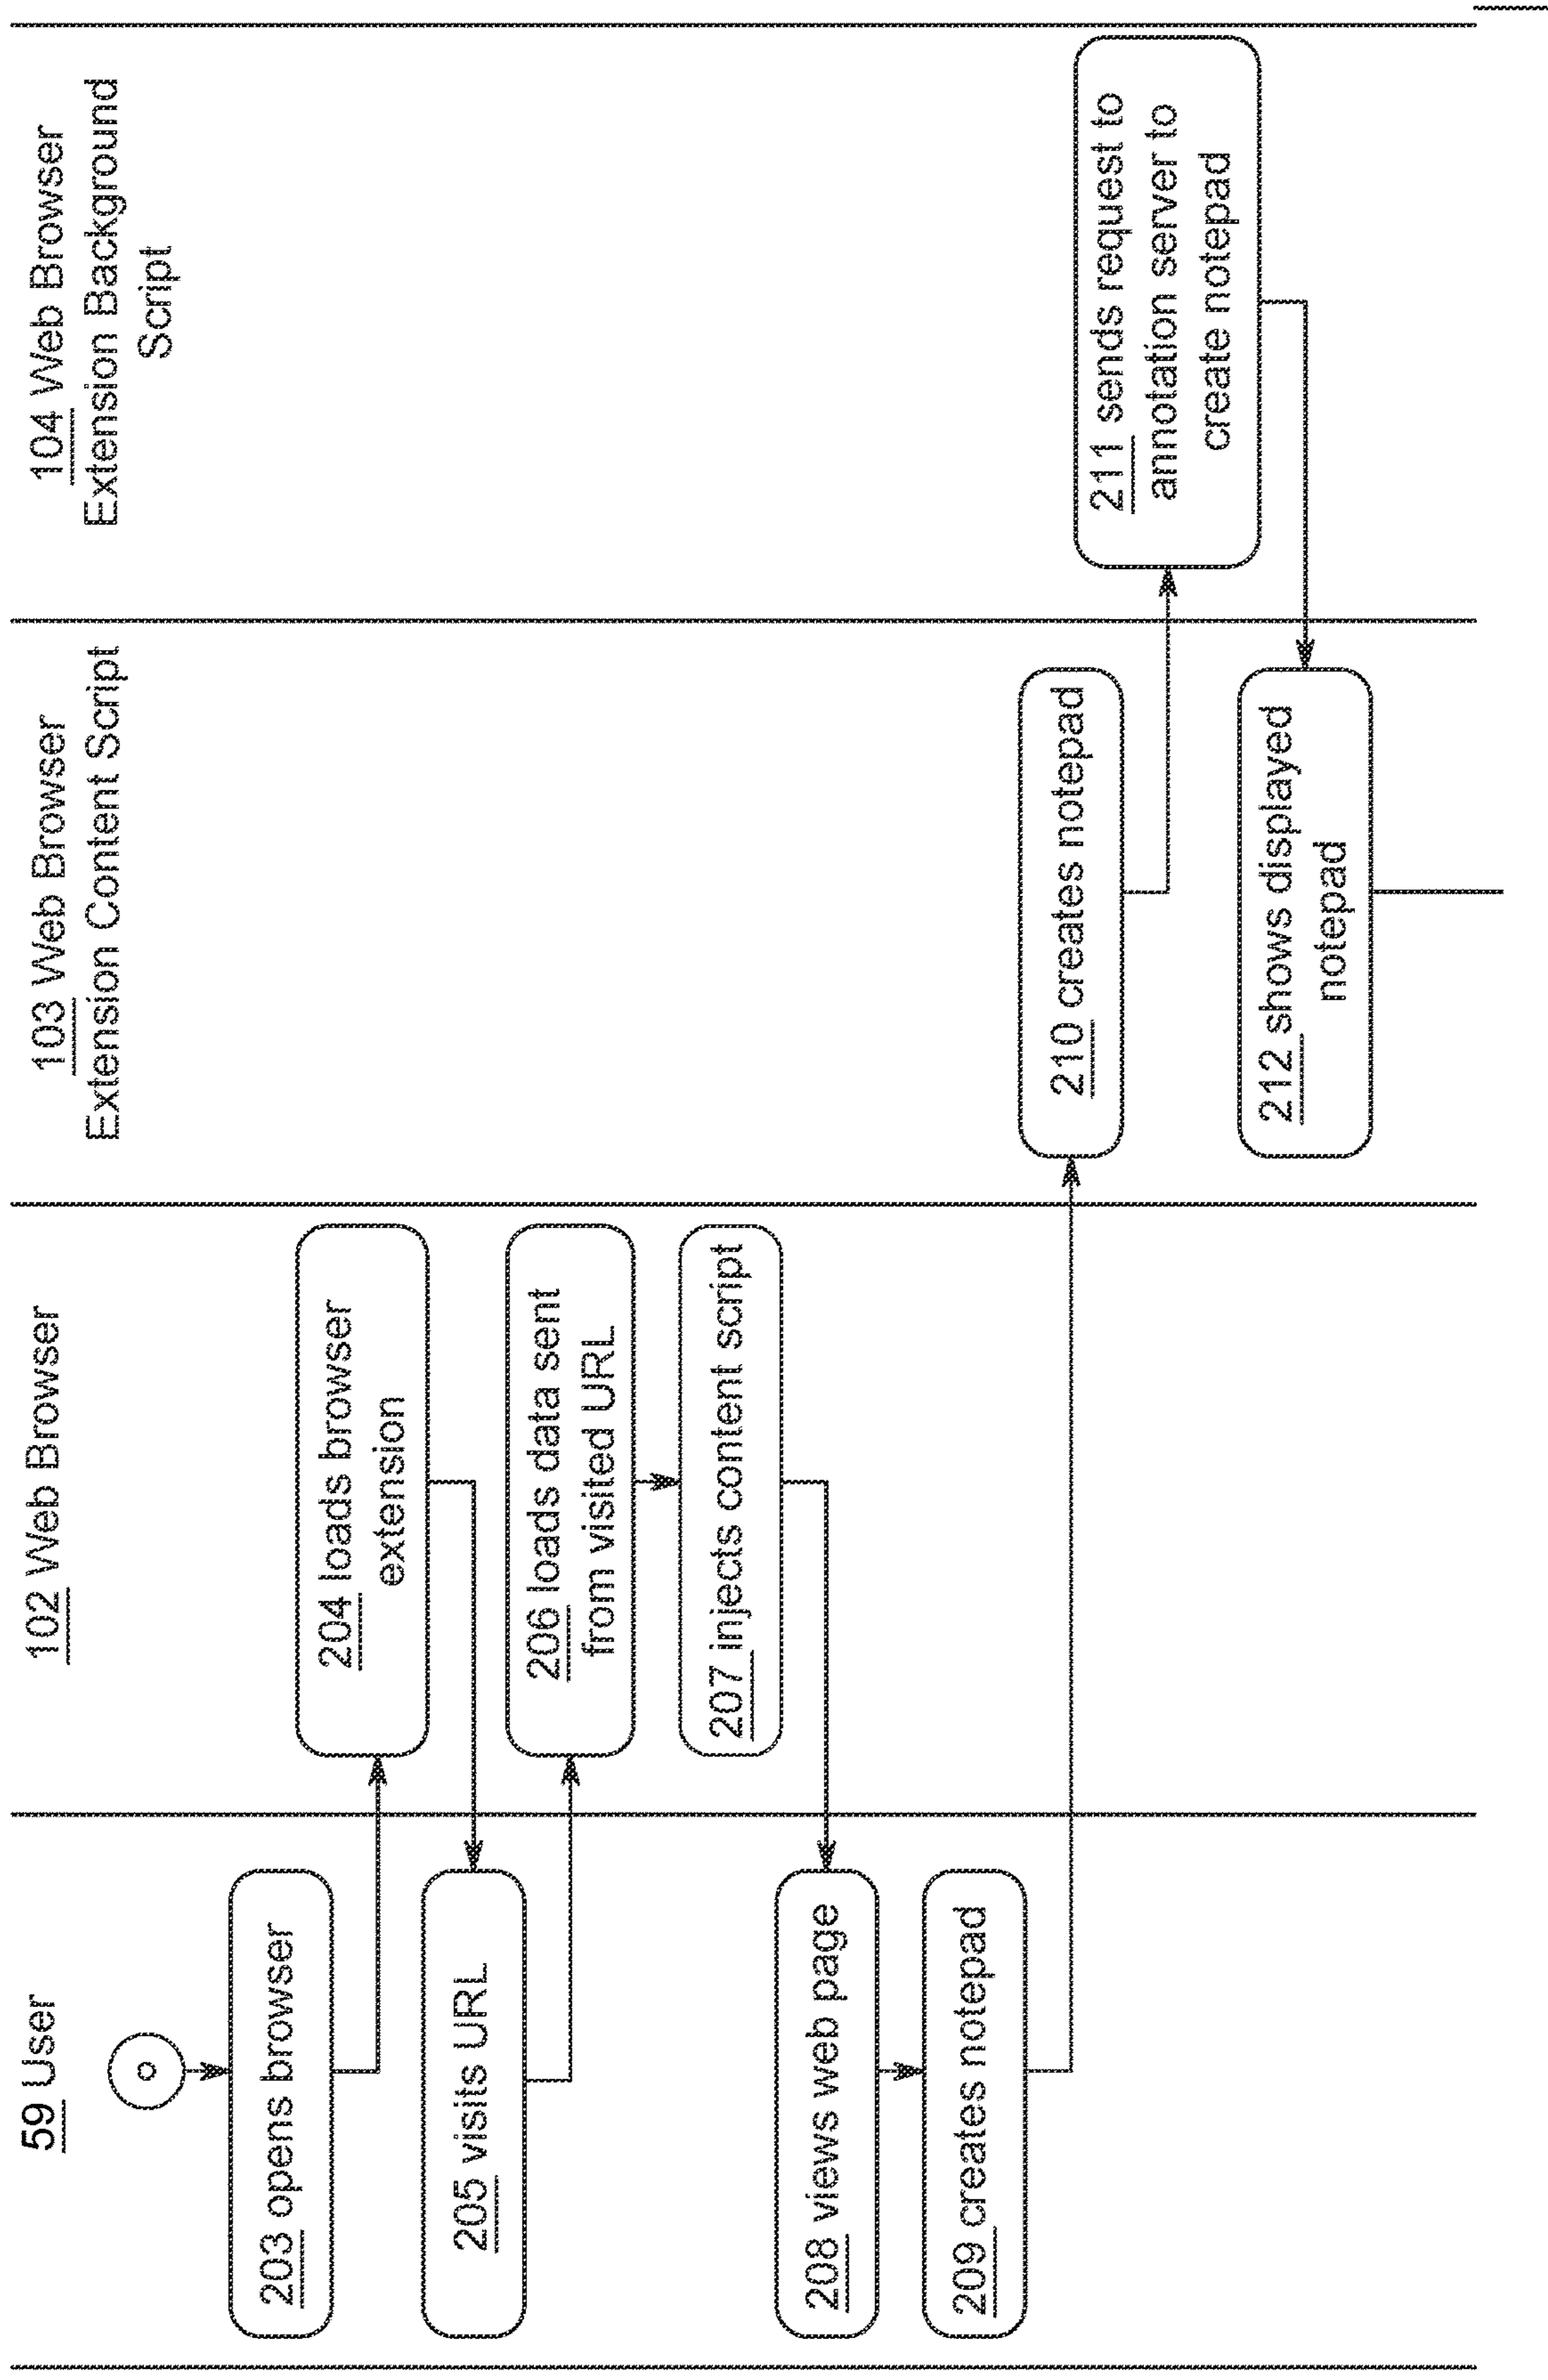 59 User
102 Web Browser
103 Web Browser
Extension Content Script
104 Web Browser
Extension Background
Script
203 opens browser
204 loads browser
extension
205 visits URL
206 loads data sent
from visited URL
207 injects content script
208 views web page
209 creates notepad
210 creates notepad
211 sends request to
annotation server to
create notepad
212 shows displayed
notepad